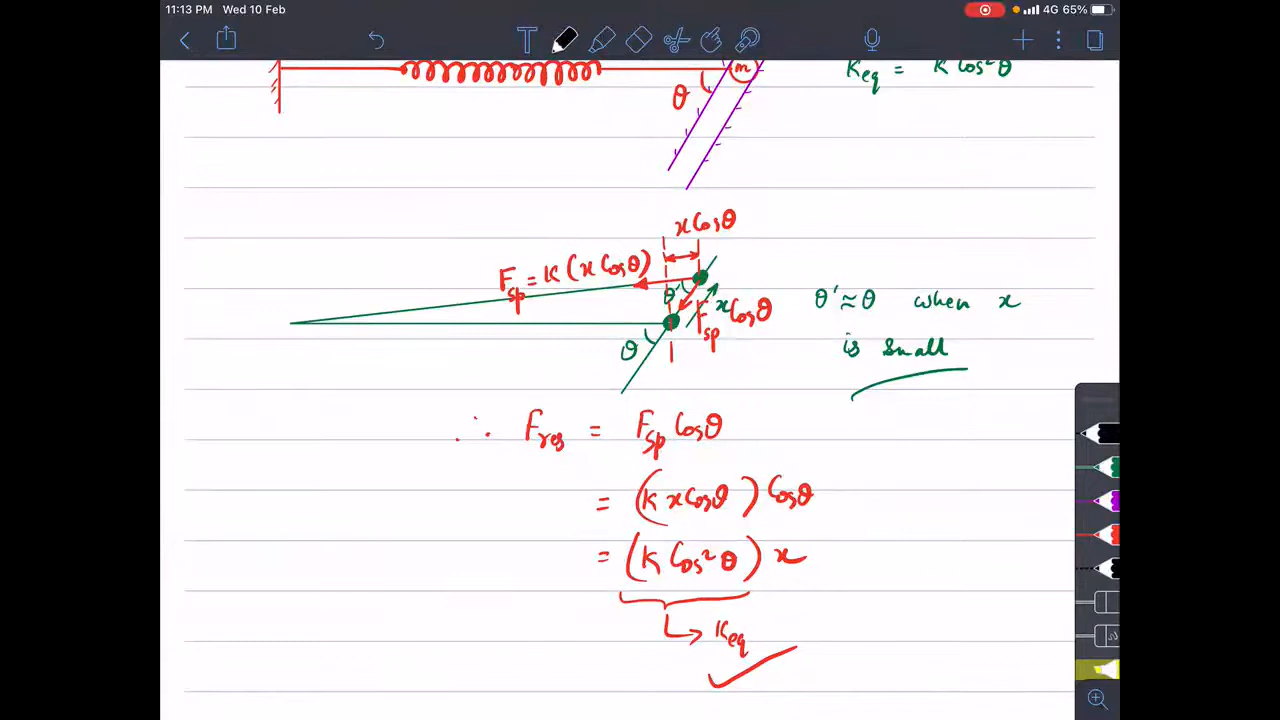 11:13 PM Wed 10 Feb
4G 65%
T
m
θ
Keq = K Cos²θ
x Cosθ
Fsp = K (x Cosθ)
θ'
x
Fsp Cosθ
θ
θ' ≈ θ when x
is small
∴ Fres = Fsp Cosθ
= (K x Cosθ) Cosθ
= (K Cos²θ) x
Keq